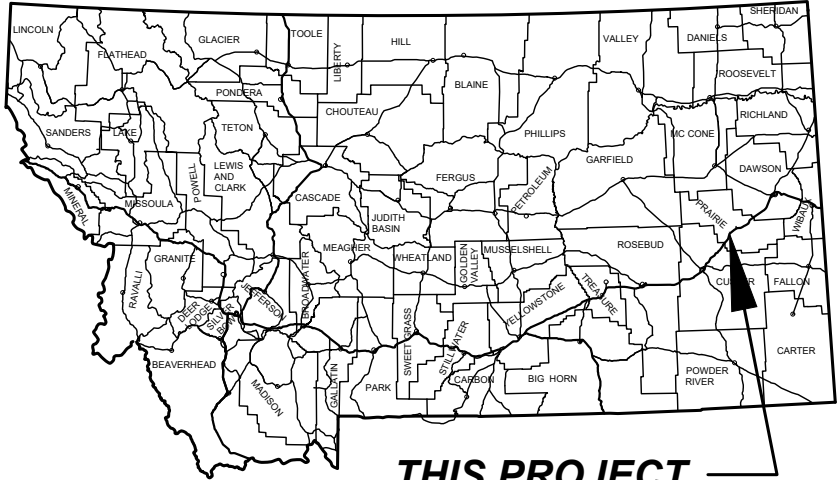 LINCOLN
FLATHEAD
GLACIER
TOOLE
LIBERTY
HILL
BLAINE
VALLEY
DANIELS
SHERIDAN
ROOSEVELT
PONDERA
CHOUTEAU
PHILLIPS
RICHLAND
SANDERS
LAKE
TETON
MC CONE
GARFIELD
DAWSON
MINERAL
MISSOULA
POWELL
LEWIS
AND
CLARK
CASCADE
FERGUS
PETROLEUM
PRAIRIE
WIBAUX
JUDITH
BASIN
MEAGHER
WHEATLAND
GOLDEN
VALLEY
MUSSELSHELL
ROSEBUD
RAVALLI
GRANITE
BROADWATER
JEFFERSON
DEER
LODGE
SILVER
BOW
YELLOWSTONE
TREASURE
FALLON
BEAVERHEAD
MADISON
GALLATIN
PARK
SWEET GRASS
STILLWATER
CARBON
BIG HORN
POWDER
RIVER
CARTER
THIS PROJECT